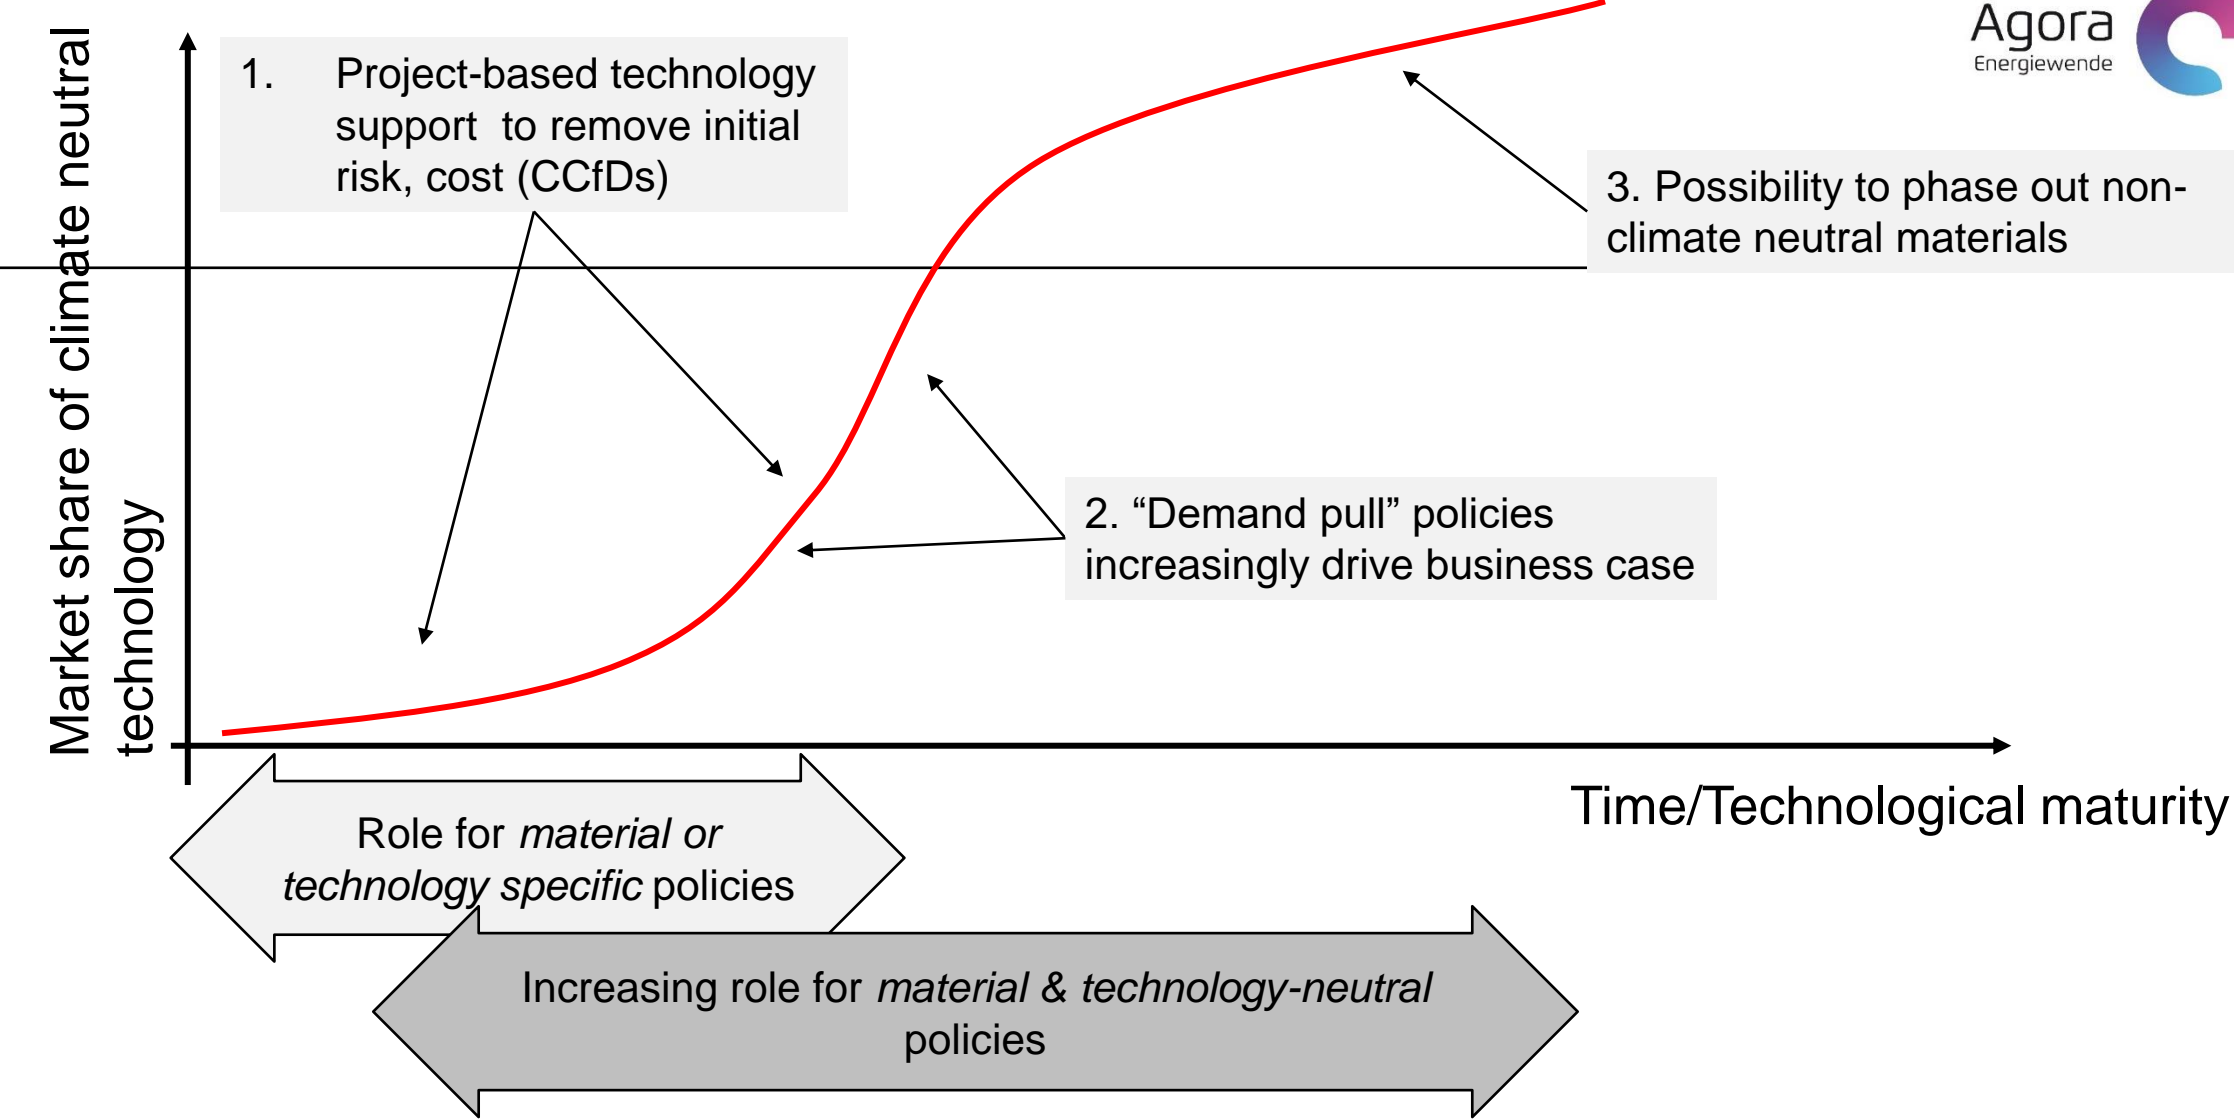 Market share of climate neutral
technology
1. Project-based technology
support to remove initial
risk, cost (CCfDs)
Agora
Energiewende
3. Possibility to phase out non-
climate neutral materials
2. “Demand pull” policies
increasingly drive business case
Time/Technological maturity
Role for material or
technology specific policies
Increasing role for material & technology-neutral
policies